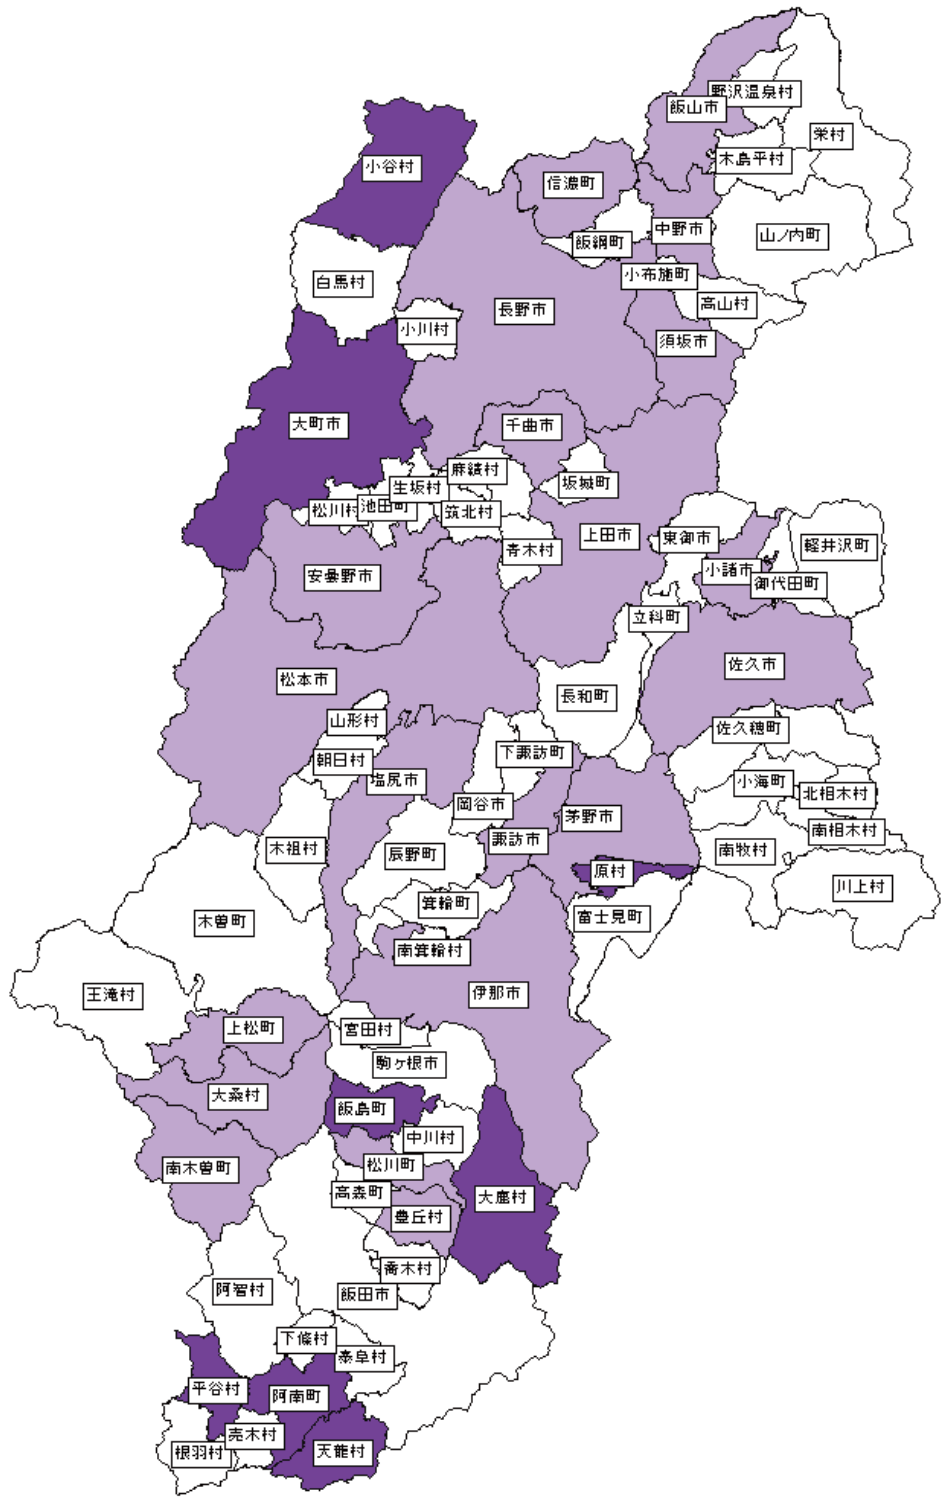 野沢温泉村
飯山市
栄村
木島平村
小谷村
信濃町
中野市
山ノ内町
飯綱町
小布施町
白馬村
高山村
長野市
小川村
須坂市
大町市
千曲市
麻績村
坂城町
生坂村
池田町
松川村
筑北村
上田市
東御市
軽井沢町
青木村
小諸市
安曇野市
御代田町
立科町
佐久市
松本市
長和町
山形村
佐久穂町
下諏訪町
朝日村
塩尻市
小海町
北相木村
岡谷市
茅野市
南相木村
諏訪市
木祖村
辰野町
南牧村
原村
川上村
箕輪町
富士見町
木曽町
南箕輪村
伊那市
王滝村
上松町
宮田村
駒ヶ根市
大桑村
飯島町
中川村
松川町
南木曽町
高森町
大鹿村
豊丘村
喬木村
阿智村
飯田市
下條村
泰阜村
平谷村
阿南町
売木村
根羽村
天龍村